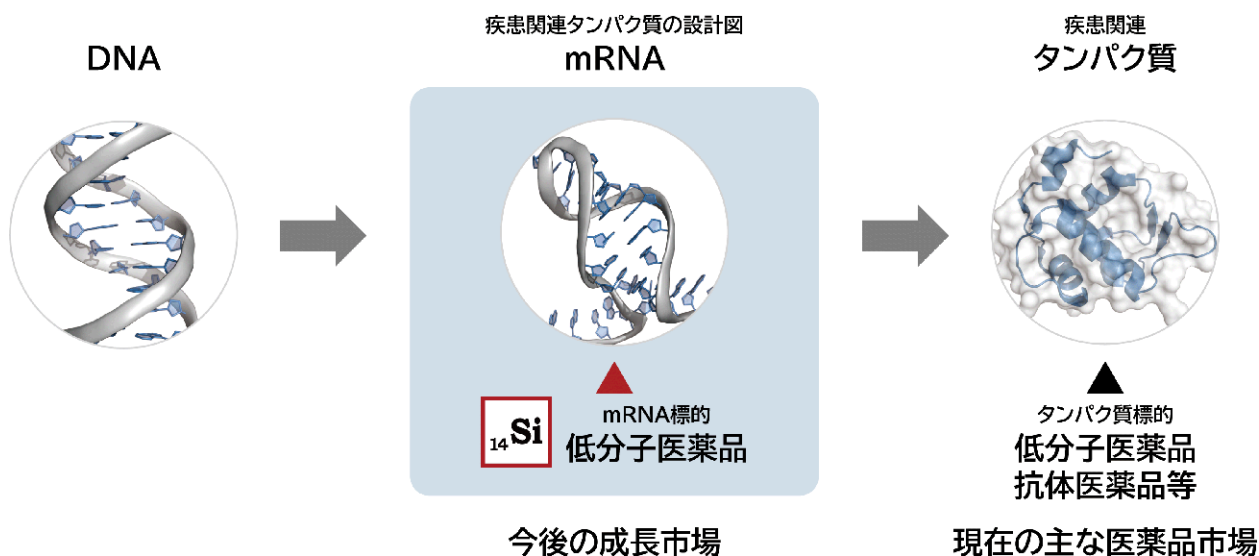 DNA
疾患関連タンパク質の設計図
mRNA
疾患関連
タンパク質
14Si
mRNA標的
低分子医薬品
タンパク質標的
低分子医薬品
抗体医薬品等
今後の成長市場
現在の主な医薬品市場